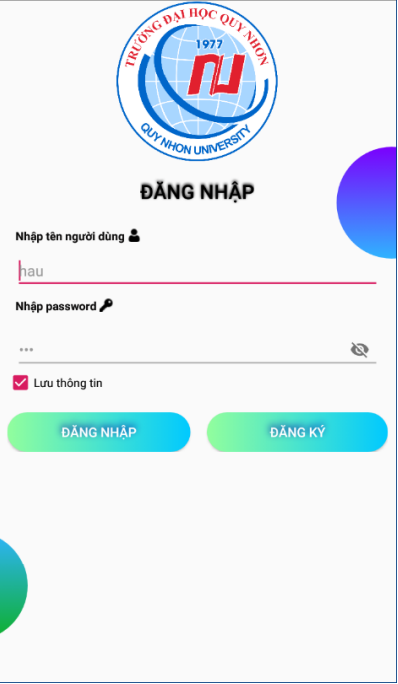 TRƯỜNG ĐẠI HỌC QUY NHƠN
1977
QUY NHON UNIVERSITY
ĐĂNG NHẬP
Nhập tên người dùng
hau
Nhập password
Lưu thông tin
ĐĂNG NHẬP ĐĂNG KÝ